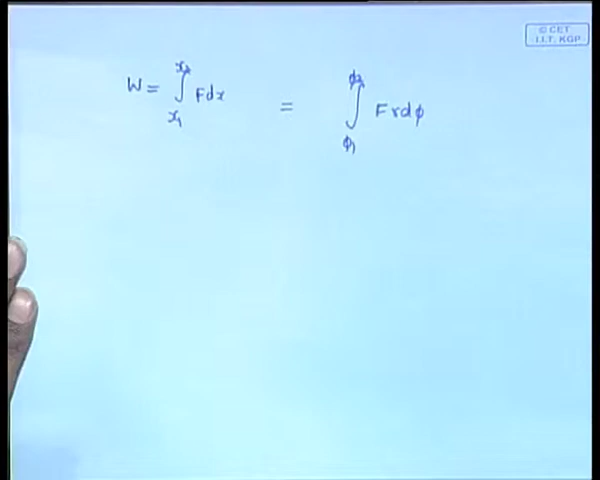 © CET
I.I.T. KGP
W = ∫_{x₁}^{x₂} F dx = ∫_{ϕ₁}^{ϕ₂} F r dϕ